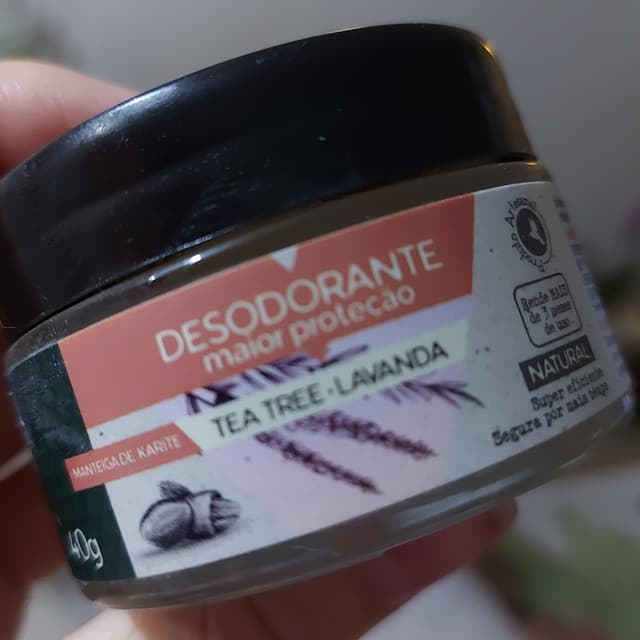 DESODORANTE
maior proteção
TEA TREE · LAVANDA
MANTEIGA DE KARITE
40g
Rende MAIS
de 3 meses
de uso
NATURAL
Super eficiente
Segura por mais tempo